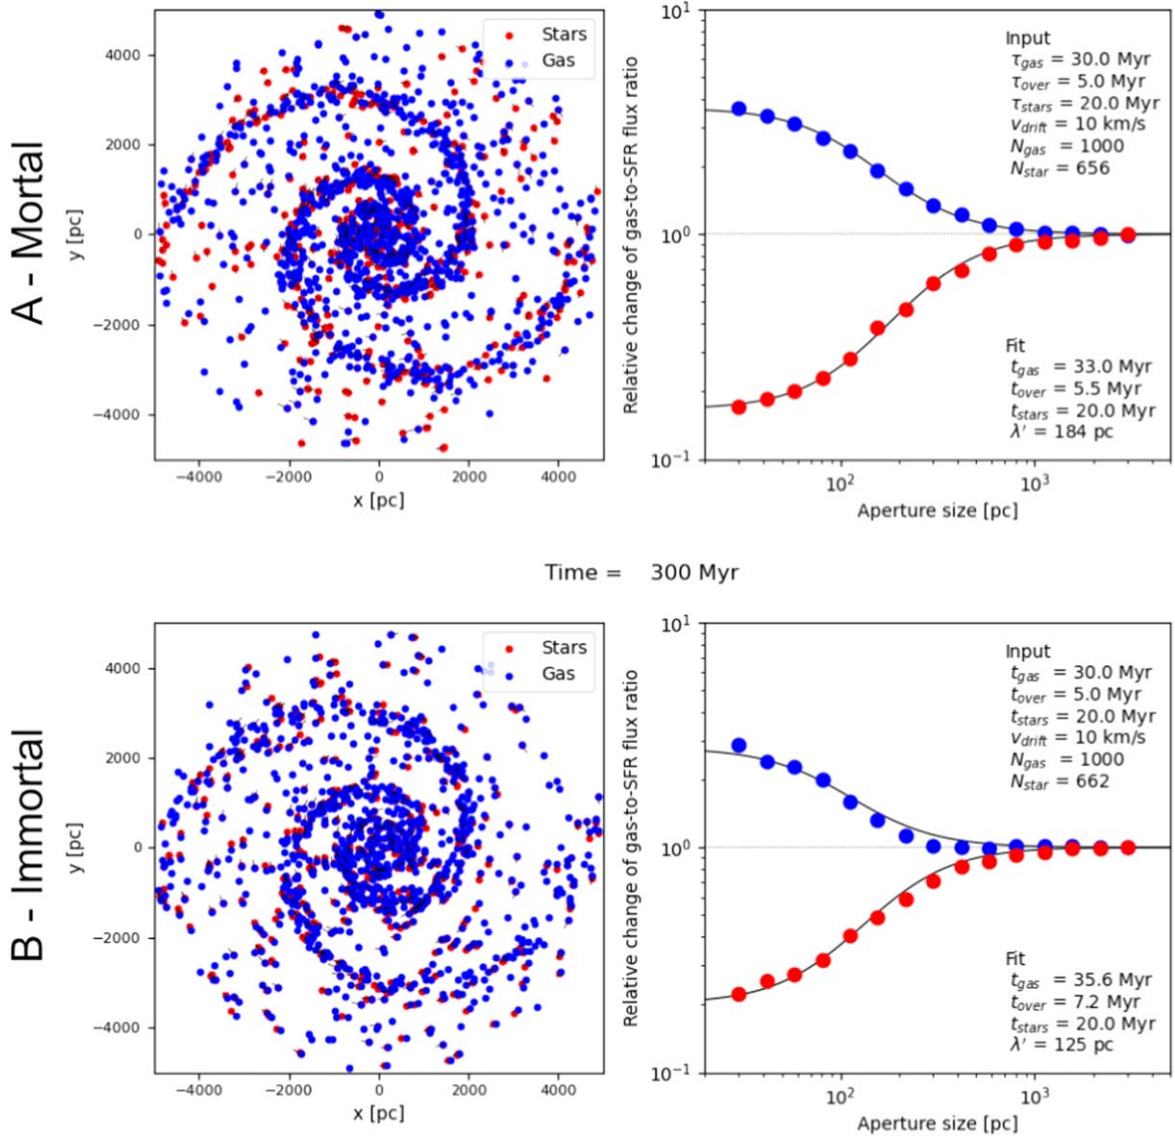 A - Mortal
Stars
Gas
4000
2000
0
−2000
−4000
y [pc]
−4000 −2000 0 2000 4000
x [pc]
10¹
10⁰
10⁻¹
Relative change of gas-to-SFR flux ratio
Input
τgas = 30.0 Myr
τover = 5.0 Myr
τstars = 20.0 Myr
vdrift = 10 km/s
Ngas = 1000
Nstar = 656
Fit
tgas = 33.0 Myr
tover = 5.5 Myr
tstars = 20.0 Myr
λ′ = 184 pc
10² 10³
Aperture size [pc]
Time = 300 Myr
B - Immortal
Stars
Gas
4000
2000
0
−2000
−4000
y [pc]
−4000 −2000 0 2000 4000
x [pc]
10¹
10⁰
10⁻¹
Relative change of gas-to-SFR flux ratio
Input
tgas = 30.0 Myr
tover = 5.0 Myr
tstars = 20.0 Myr
vdrift = 10 km/s
Ngas = 1000
Nstar = 662
Fit
tgas = 35.6 Myr
tover = 7.2 Myr
tstars = 20.0 Myr
λ′ = 125 pc
10² 10³
Aperture size [pc]